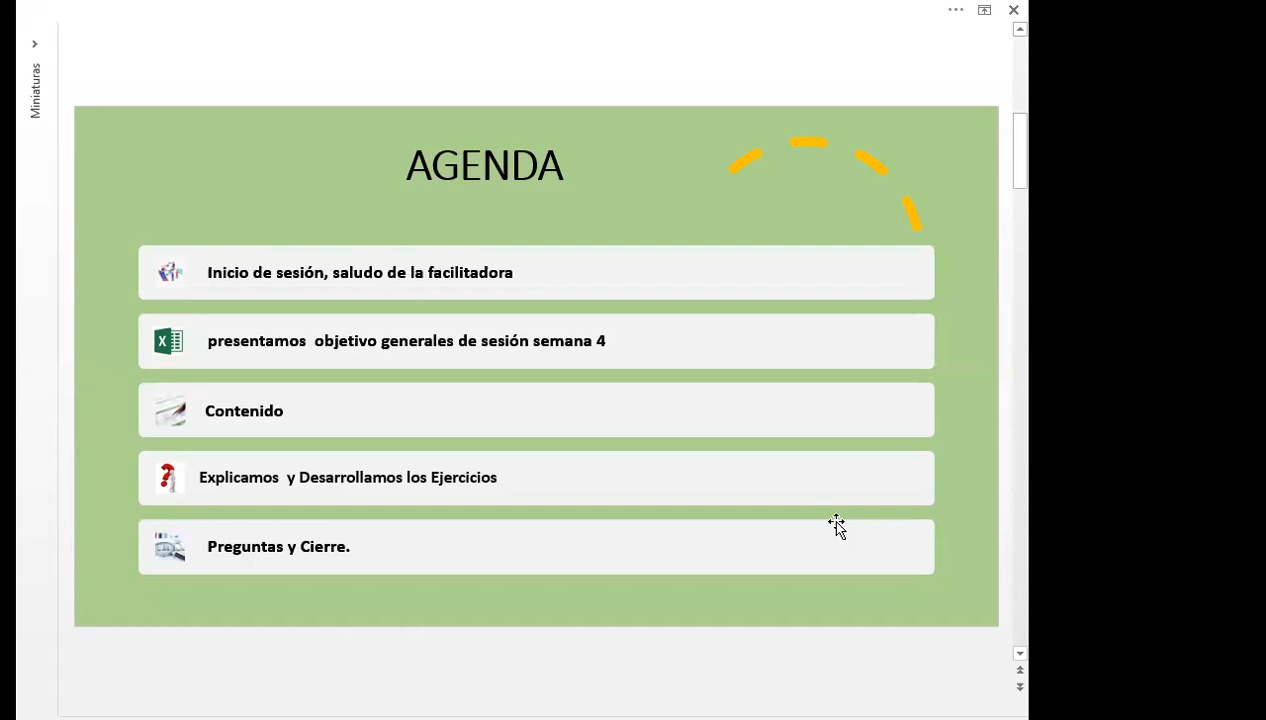 Miniaturas
AGENDA
Inicio de sesión, saludo de la facilitadora
presentamos  objetivo generales de sesión semana 4
Contenido
Explicamos  y Desarrollamos los Ejercicios
Preguntas y Cierre.